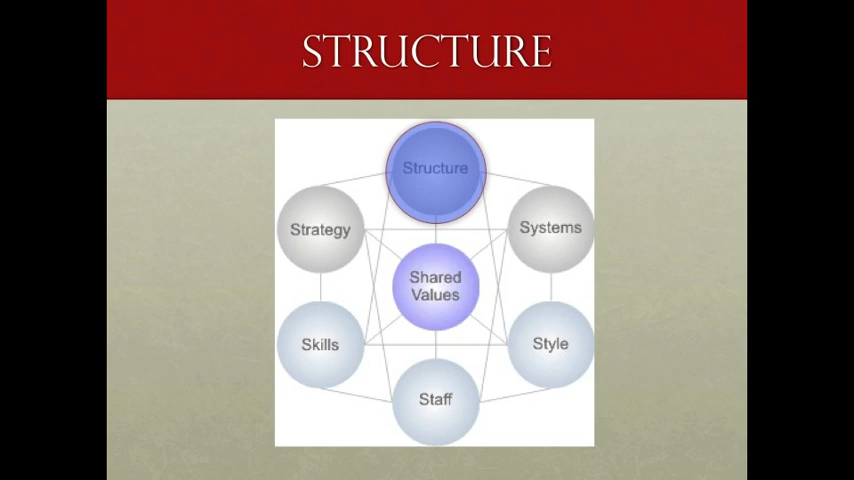 STRUCTURE
Structure
Strategy
Systems
Shared
Values
Skills
Style
Staff